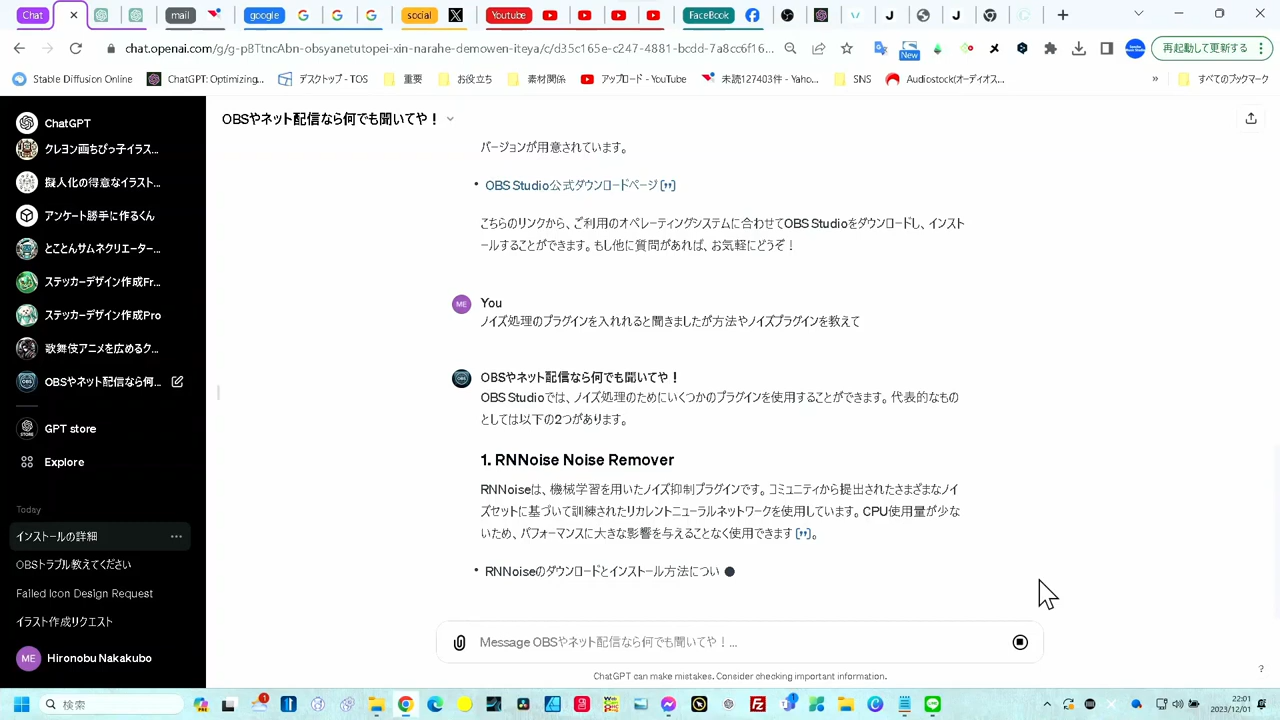 Chat
mail
google
social
Youtube
FaceBook
chat.openai.com/g/g-pBTtncAbn-obsyanetutopei-xin-narahe-demowen-iteya/c/d35c165e-c247-4881-bcdd-7a8cc6f16...
New
起動して更新する
Stable Diffusion Online
ChatGPT: Optimizing...
デスクトップ - TOS
重要
お役立ち
素材関係
アップロード - YouTube
未読127403件 - Yaho...
SNS
Audiostock(オーディオス...
»
すべてのブックマーク
ChatGPT
クレヨン画ちびっ子イラス...
擬人化の得意なイラスト...
アンケート勝手に作るくん
とことんサムネクリエーター...
ステッカーデザイン作成Fr...
ステッカーデザイン作成Pro
歌舞伎アニメを広めるク...
OBSやネット配信なら何...
GPT store
Explore
Today
インストールの詳細
OBSトラブル教えてください
Failed Icon Design Request
イラスト作成リクエスト
ME Hironobu Nakakubo
OBSやネット配信なら何でも聞いてや！
バージョンが用意されています。
• OBS Studio公式ダウンロードページ
こちらのリンクから、ご利用のオペレーティングシステムに合わせてOBS Studioをダウンロードし、インスト
ールすることができます。もし他に質問があれば、お気軽にどうぞ！
ME You
ノイズ処理のプラグインを入れれると聞きましたが方法やノイズプラグインを教えて
OBSやネット配信なら何でも聞いてや！
OBS Studioでは、ノイズ処理のためにいくつかのプラグインを使用することができます。代表的なもの
としては以下の2つがあります。
1. RNNoise Noise Remover
RNNoiseは、機械学習を用いたノイズ抑制プラグインです。コミュニティから提出されたさまざまなノイ
ズセットに基づいて訓練されたリカレントニューラルネットワークを使用しています。CPU使用量が少な
いため、パフォーマンスに大きな影響を与えることなく使用できます。
• RNNoiseのダウンロードとインストール方法につい
Message OBSやネット配信なら何でも聞いてや！...
ChatGPT can make mistakes. Consider checking important information.
?
検索
22:01
2023/12/01